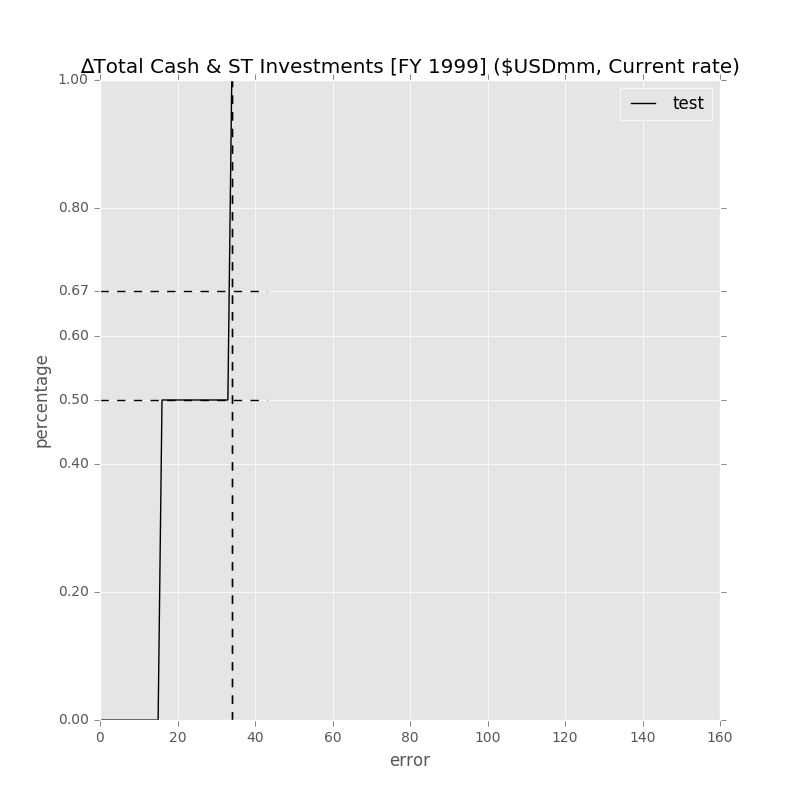 ΔTotal Cash & ST Investments [FY 1999] ($USDmm, Current rate)
test
1.00
0.80
0.67
0.60
0.50
0.40
0.20
0.00
percentage
0 20 40 60 80 100 120 140 160
error